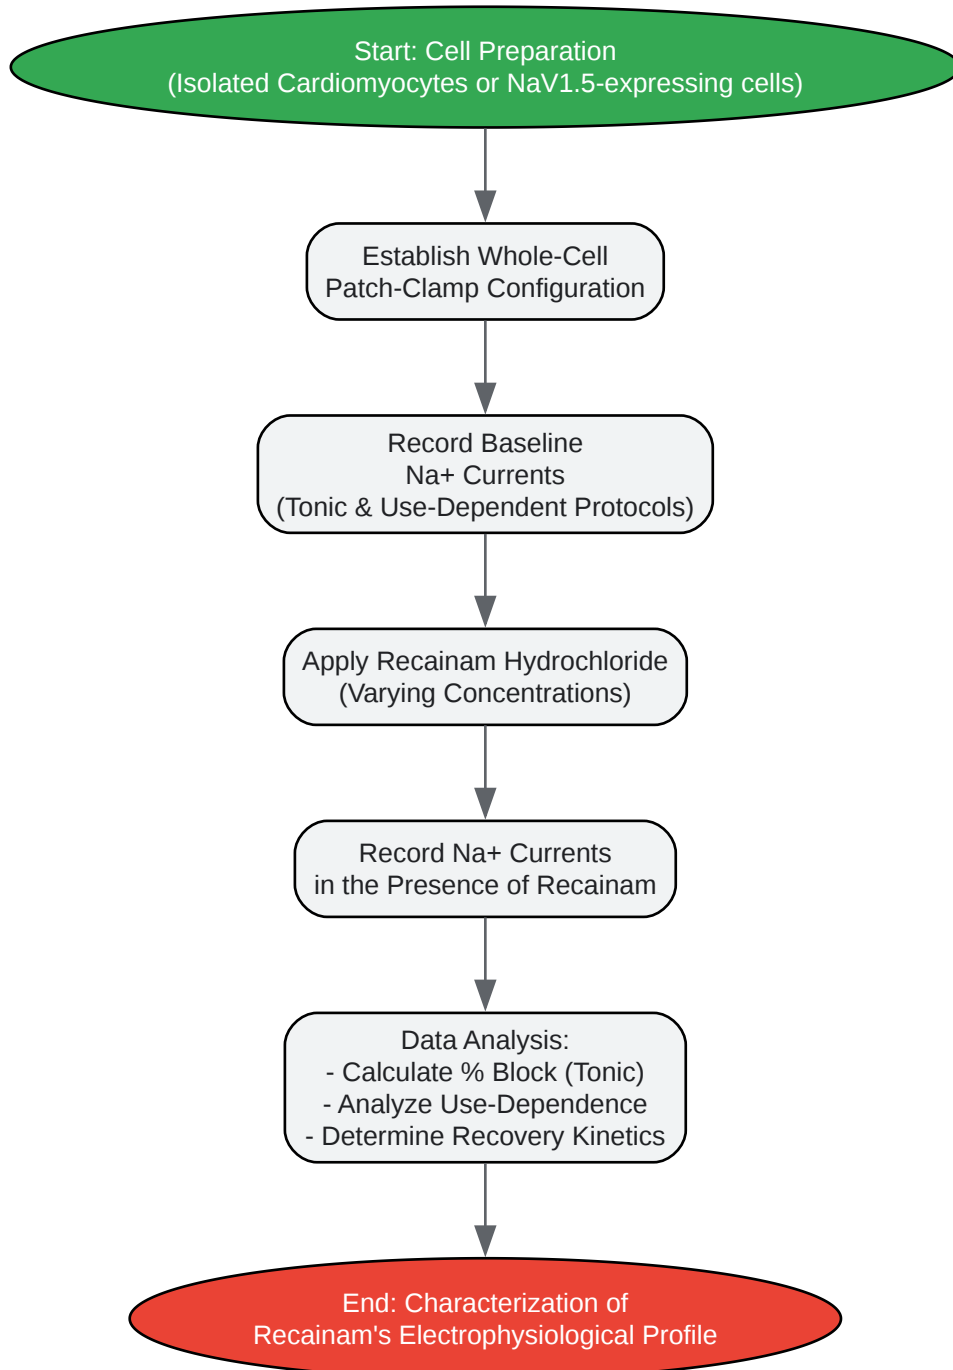 Start: Cell Preparation
(Isolated Cardiomyocytes or NaV1.5-expressing cells)
Establish Whole-Cell
Patch-Clamp Configuration
Record Baseline
Na+ Currents
(Tonic & Use-Dependent Protocols)
Apply Recainam Hydrochloride
(Varying Concentrations)
Record Na+ Currents
in the Presence of Recainam
Data Analysis:
- Calculate % Block (Tonic)
- Analyze Use-Dependence
- Determine Recovery Kinetics
End: Characterization of
Recainam's Electrophysiological Profile